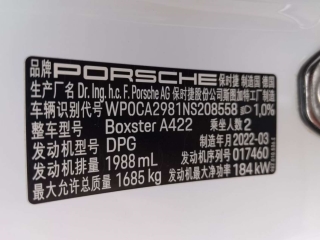 品牌 PORSCHE 保时捷 制造国 德国
生产厂名 Dr. Ing. h.c. F. Porsche AG 保时捷股份公司斯图加特工厂制造
车辆识别代号 WP0CA2981NS208558 1,0%
整车型号 Boxster A422 乘坐人数 2
发动机型号 DPG 制造年月 2022-03
发动机排量 1988 mL 发动机序列号 017460
最大允许总质量 1685 kg 发动机最大净功率 184 kW